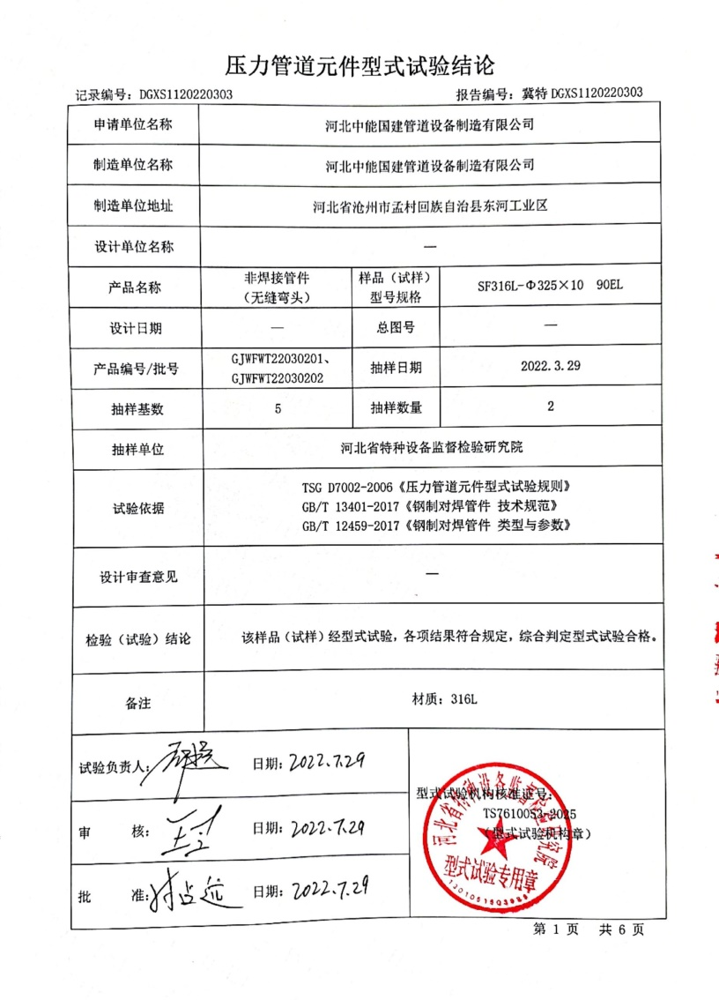 压力管道元件型式试验结论
记录编号：DGXS1120220303 报告编号：冀特 DGXS1120220303
申请单位名称 河北中能国建管道设备制造有限公司
制造单位名称 河北中能国建管道设备制造有限公司
制造单位地址 河北省沧州市孟村回族自治县东河工业区
设计单位名称 —
产品名称 非焊接管件
（无缝弯头） 样品（试样）
型号规格 SF316L-Φ325×10 90EL
设计日期 — 总图号 —
产品编号/批号 GJWFWT22030201、
GJWFWT22030202 抽样日期 2022.3.29
抽样基数 5 抽样数量 2
抽样单位 河北省特种设备监督检验研究院
试验依据 TSG D7002-2006《压力管道元件型式试验规则》
GB/T 13401-2017《钢制对焊管件 技术规范》
GB/T 12459-2017《钢制对焊管件 类型与参数》
设计审查意见 —
检验（试验）结论 该样品（试样）经型式试验，各项结果符合规定，综合判定型式试验合格。
备注 材质：316L
试验负责人： 日期：2022.7.29
审 核： 日期：2022.7.29
批 准： 日期：2022.7.29
型式试验机构核准证号：
TS7610053-2025
（型式试验机构章）
河北省特种设备监督检验研究院
型式试验专用章
第 1 页 共 6 页